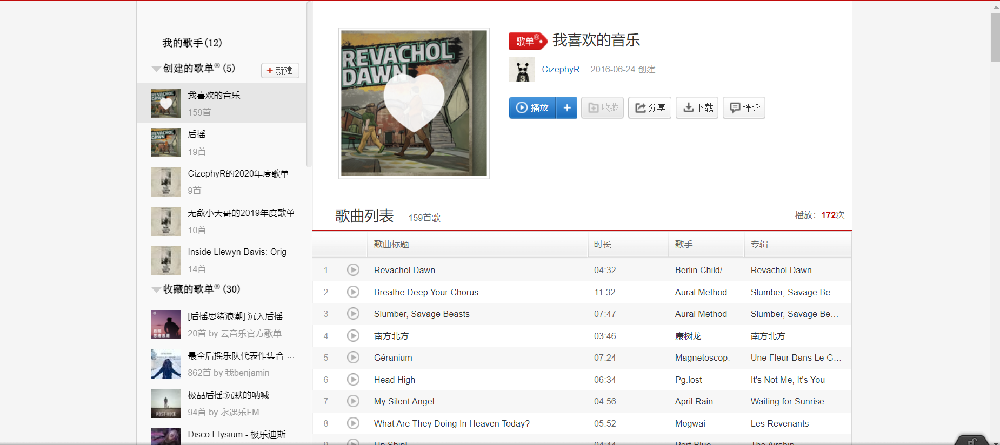 我的歌手(12)
创建的歌单®(5)
新建
我喜欢的音乐
159首
后摇
19首
CizephyR的2020年度歌单
9首
无敌小天哥的2019年度歌单
10首
Inside Llewyn Davis: Orig...
14首
收藏的歌单®(30)
[后摇思绪浪潮] 沉入后摇...
20首 by 云音乐官方歌单
最全后摇乐队代表作集合 ...
862首 by 我benjamin
极品后摇:沉默的呐喊
94首 by 永遇乐FM
POST ROCK
Disco Elysium - 极乐迪斯...
REVACHOL
DAWN
歌单®
我喜欢的音乐
CizephyR 2016-06-24 创建
播放 + 收藏 分享 下载 评论
歌曲列表 159首歌 播放：172次
歌曲标题 时长 歌手 专辑
1 Revachol Dawn 04:32 Berlin Child/... Revachol Dawn
2 Breathe Deep Your Chorus 11:32 Aural Method Slumber, Savage Be...
3 Slumber, Savage Beasts 07:47 Aural Method Slumber, Savage Be...
4 南方北方 03:46 康树龙 南方北方
5 Géranium 07:24 Magnetoscop. Une Fleur Dans Le G...
6 Head High 06:34 Pg.lost It's Not Me, It's You
7 My Silent Angel 04:56 April Rain Waiting for Sunrise
8 What Are They Doing In Heaven Today? 05:52 Mogwai Les Revenants
9 Up Ship! 04:44 Port Blue The Airship